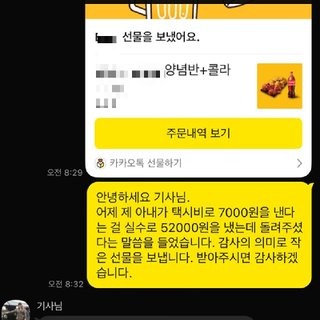 선물을 보냈어요.
양념반+콜라
주문내역 보기
카카오톡 선물하기
오전 8:29
안녕하세요 기사님.
어제 제 아내가 택시비로 7000원을 낸다
는 걸 실수로 52000원을 냈는데 돌려주셨
다는 말씀을 들었습니다. 감사의 의미로 작
은 선물을 보냅니다. 받아주시면 감사하겠
습니다.
오전 8:32
기사님